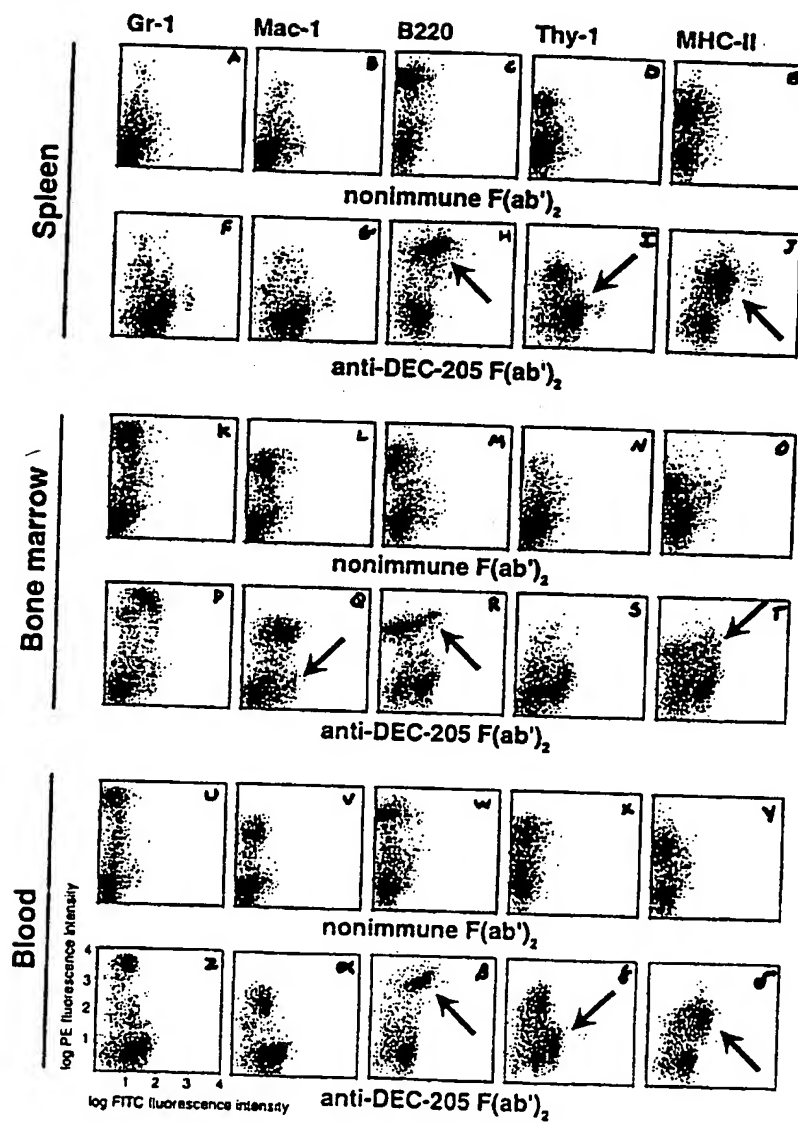 Gr-1 Mac-1 B220 Thy-1 MHC-II
Spleen
A B C D E
nonimmune F(ab')₂
F G H I J
anti-DEC-205 F(ab')₂
Bone marrow
K L M N O
nonimmune F(ab')₂
P Q R S T
anti-DEC-205 F(ab')₂
Blood
U V W X Y
nonimmune F(ab')₂
log PE fluorescence intensity
4
3
2
1
Z α β
1 2 3 4
log FITC fluorescence intensity anti-DEC-205 F(ab')₂